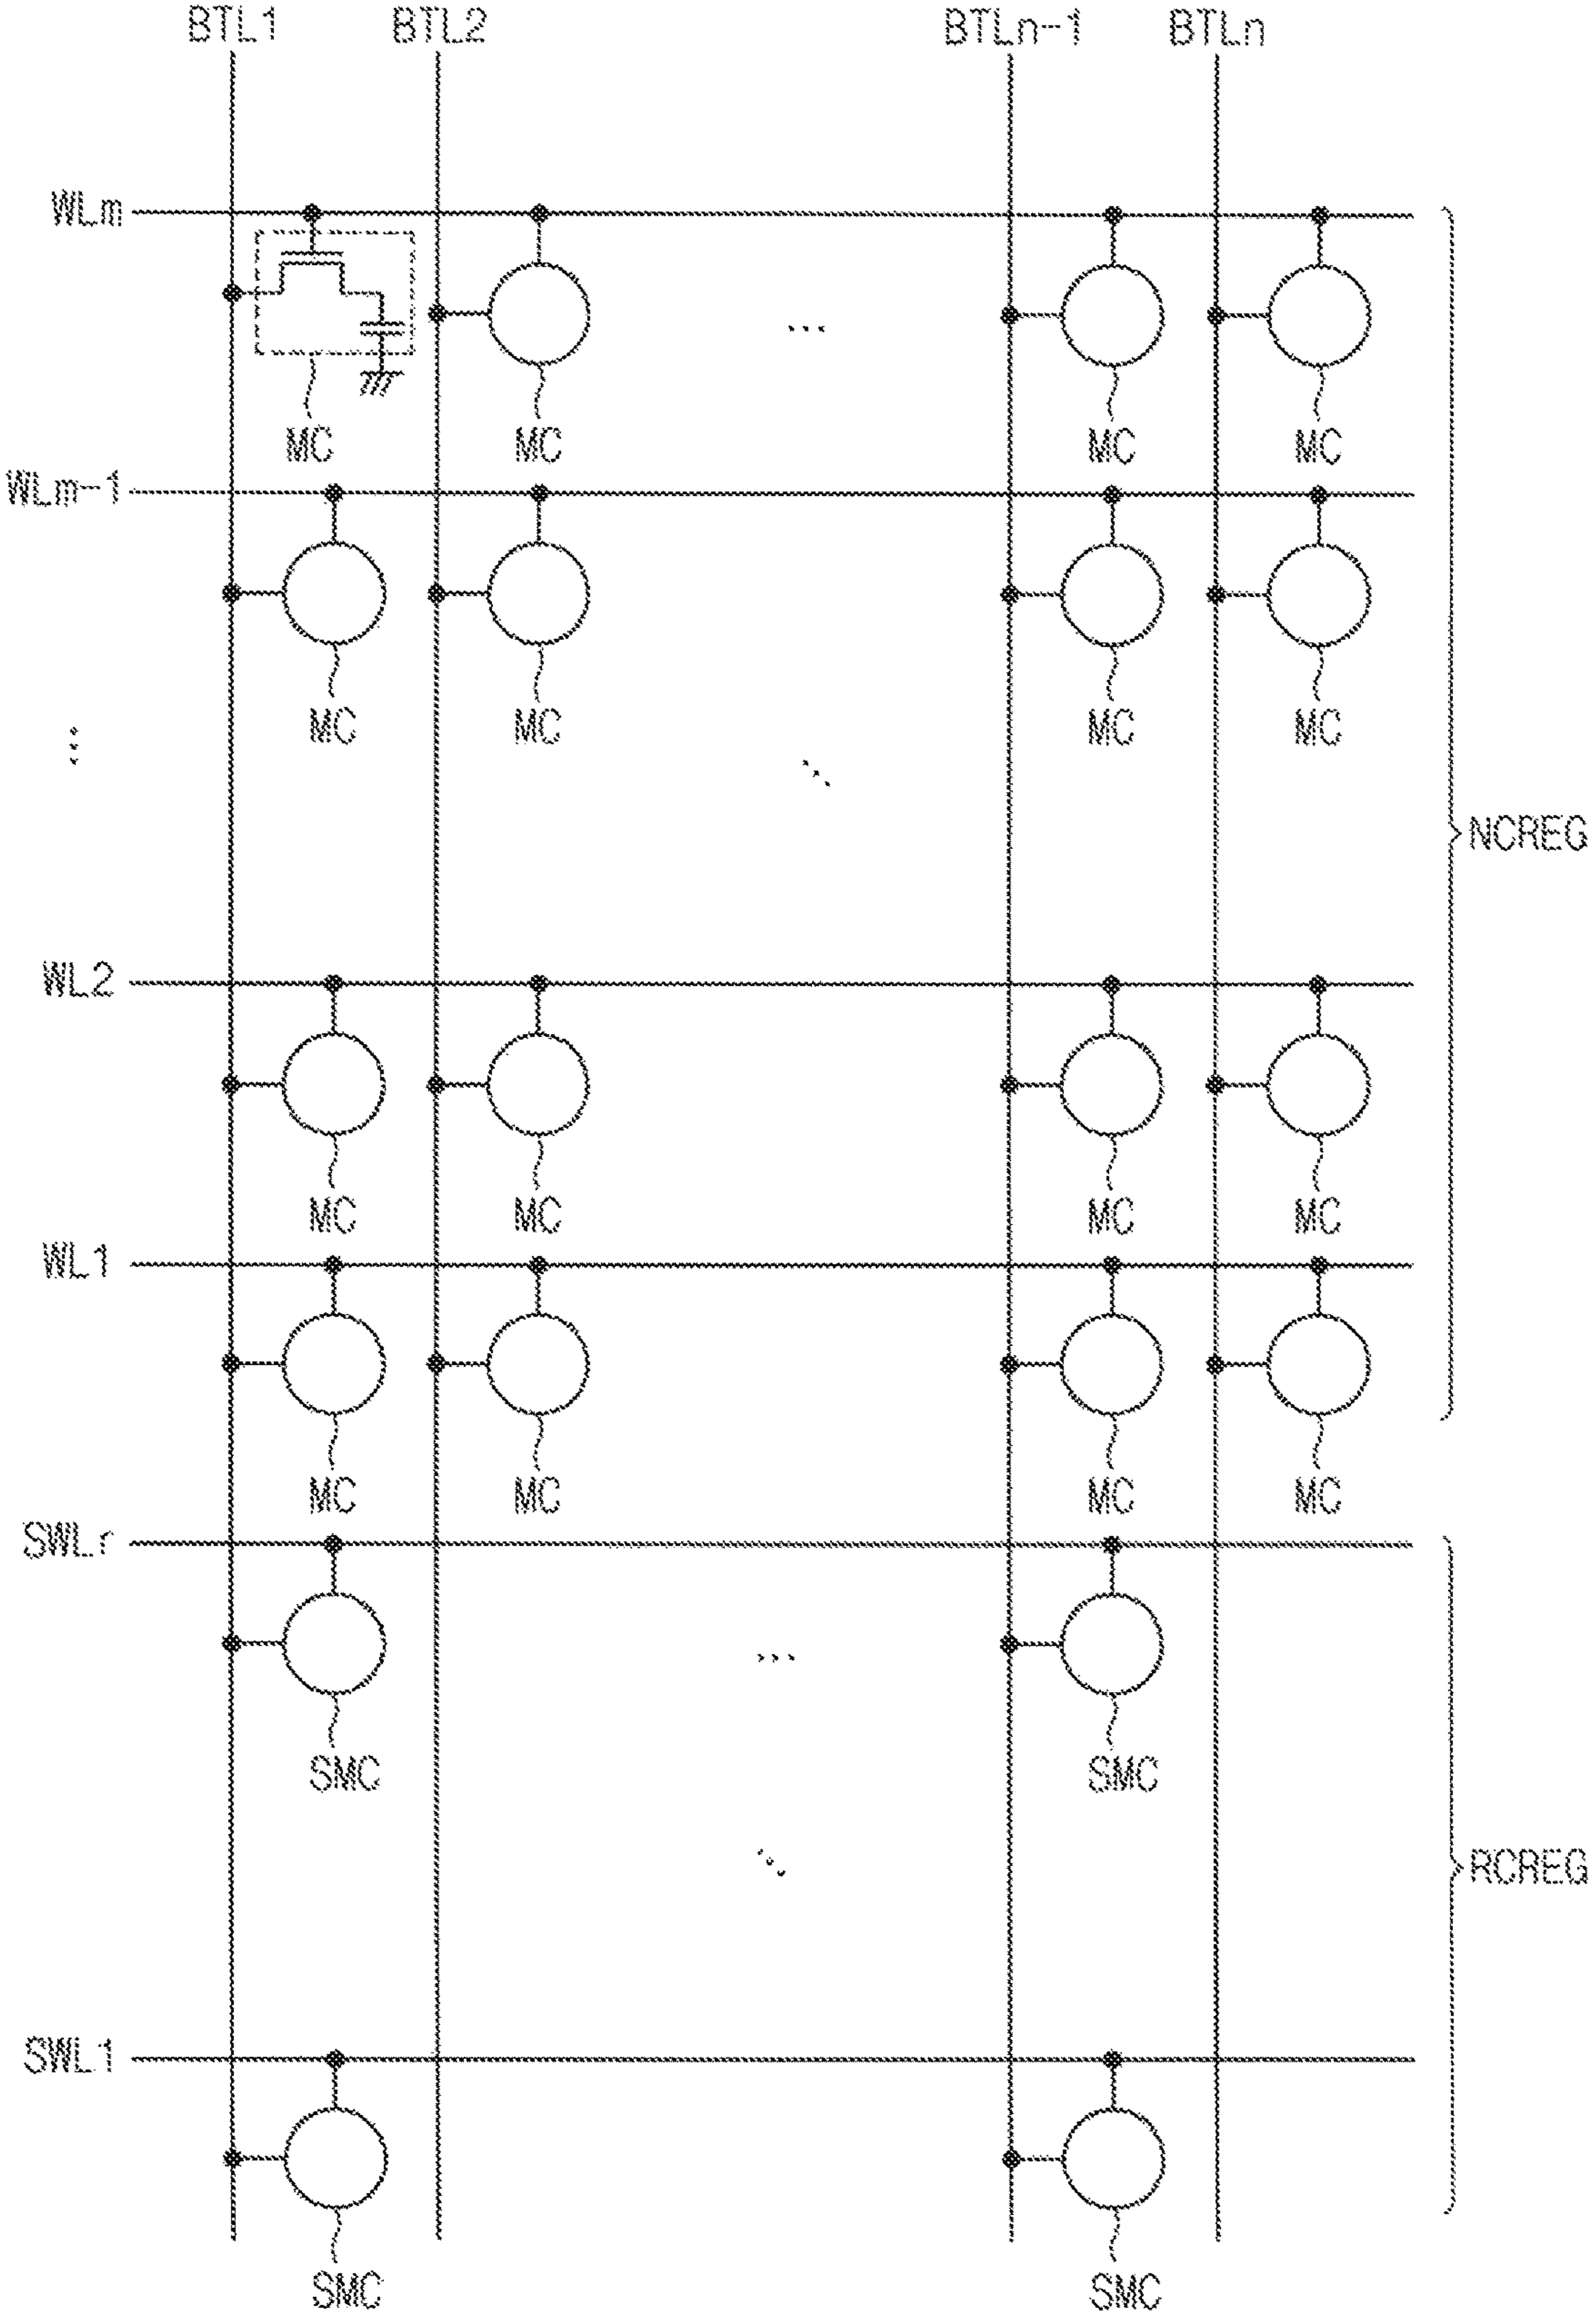 BTL1 BTL2 BTLn-1 BTLn
WLm
MC MC MC MC
WLm-1
MC MC MC MC
NCREG
WL2
MC MC MC MC
WL1
MC MC MC MC
SWLr
SMC SMC
RCREG
SWL1
SMC SMC